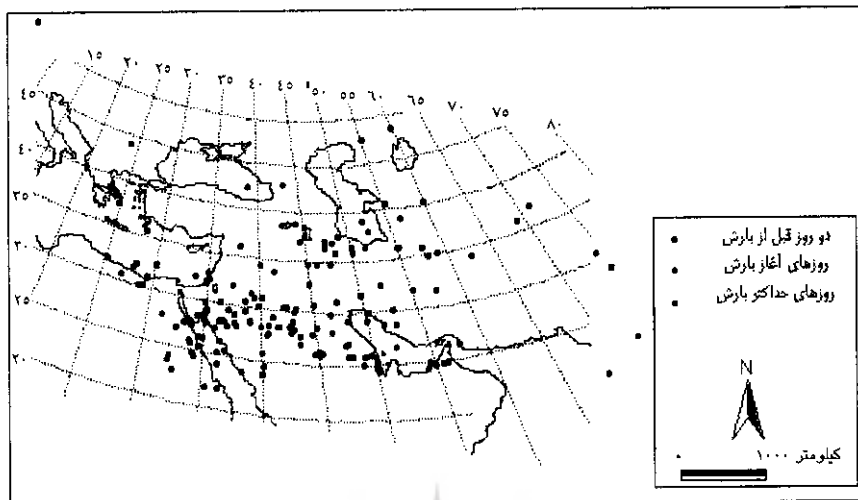 ۱۵ ۲۰ ۲۵ ۳۰ ۳۵ ۴۰ ۴۵ ۵۰ ۵۵ ۶۰ ۶۵ ۷۰ ۷۵ ۸۰
۴۵
۴۰
۳۵
۳۰
۲۵
۲۰
دو روز قبل از بارش
روزهای آغاز بارش
روزهای حداکثر بارش
N
۱۰۰۰ کیلومتر